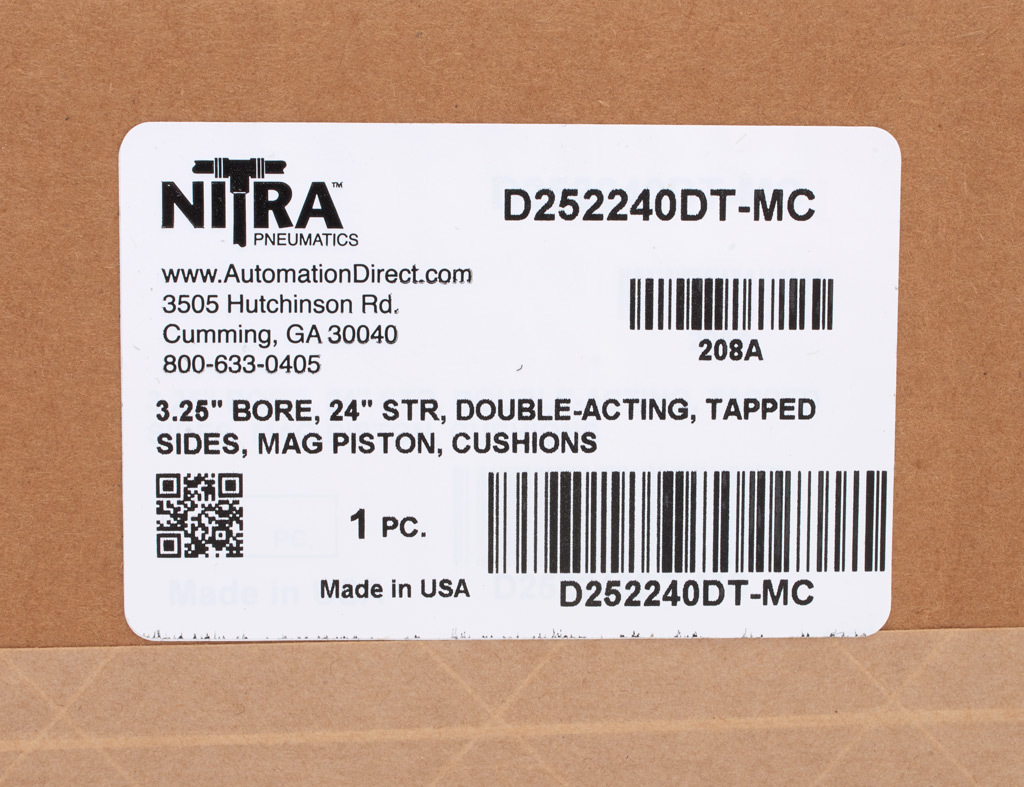 NITRA™
PNEUMATICS
D252240DT-MC
www.AutomationDirect.com
3505 Hutchinson Rd.
Cumming, GA 30040
800-633-0405
208A
3.25" BORE, 24" STR, DOUBLE-ACTING, TAPPED
SIDES, MAG PISTON, CUSHIONS
1 PC.
Made in USA
D252240DT-MC